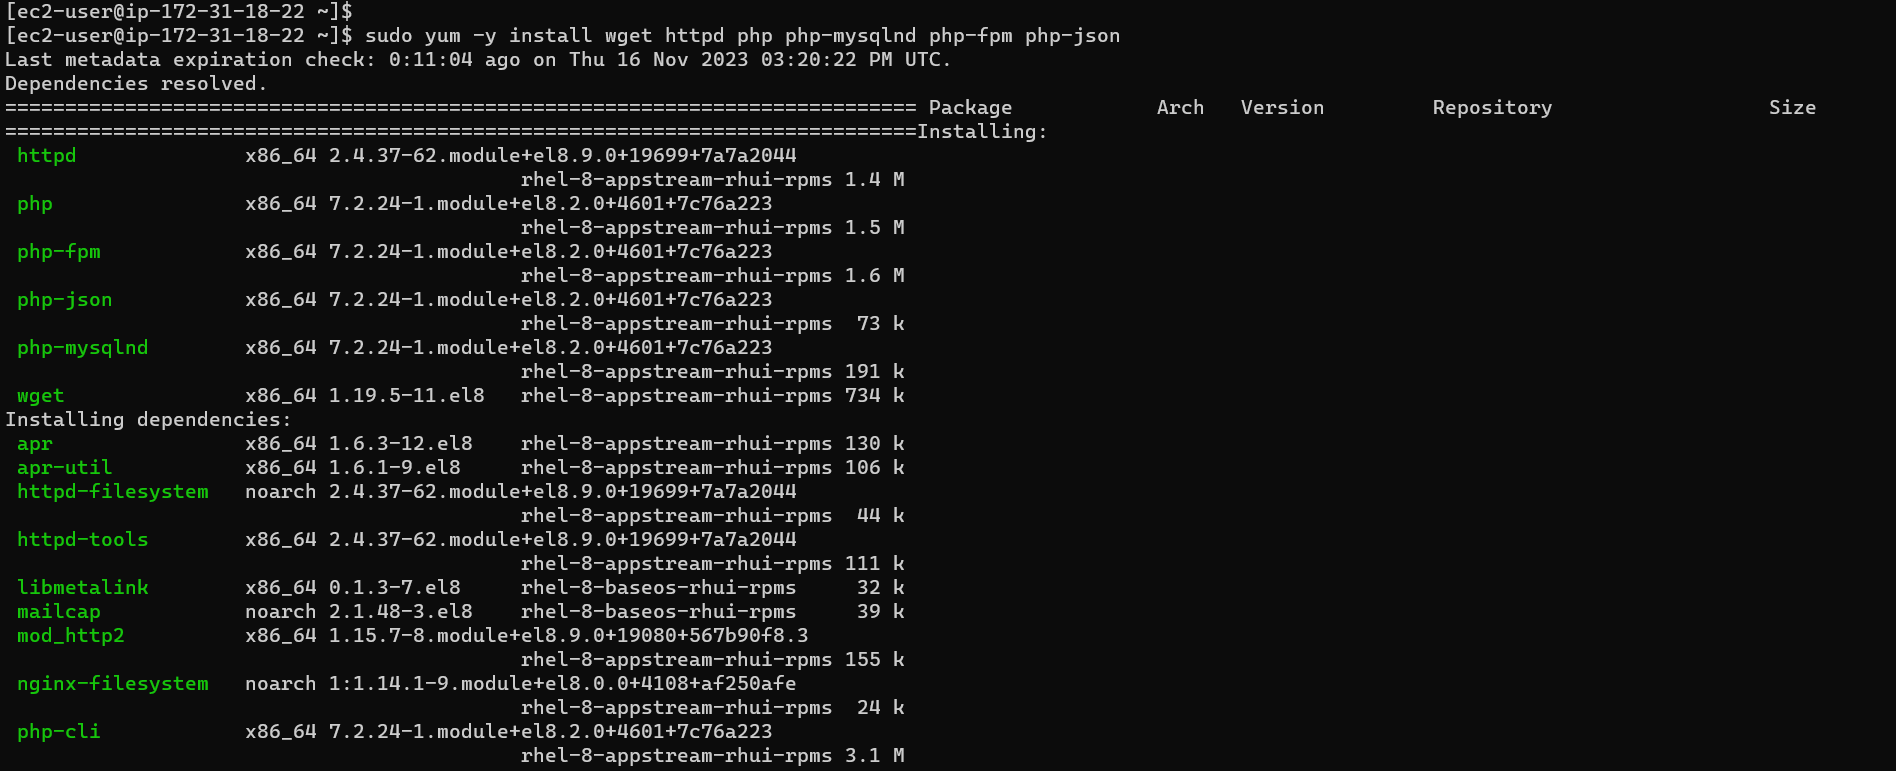 [ec2-user@ip-172-31-18-22 ~]$
[ec2-user@ip-172-31-18-22 ~]$ sudo yum -y install wget httpd php php-mysqlnd php-fpm php-json
Last metadata expiration check: 0:11:04 ago on Thu 16 Nov 2023 03:20:22 PM UTC.
Dependencies resolved.
============================================================================ Package            Arch   Version         Repository                  Size
============================================================================Installing:
 httpd              x86_64 2.4.37-62.module+el8.9.0+19699+7a7a2044
                                           rhel-8-appstream-rhui-rpms 1.4 M
 php                x86_64 7.2.24-1.module+el8.2.0+4601+7c76a223
                                           rhel-8-appstream-rhui-rpms 1.5 M
 php-fpm            x86_64 7.2.24-1.module+el8.2.0+4601+7c76a223
                                           rhel-8-appstream-rhui-rpms 1.6 M
 php-json           x86_64 7.2.24-1.module+el8.2.0+4601+7c76a223
                                           rhel-8-appstream-rhui-rpms  73 k
 php-mysqlnd        x86_64 7.2.24-1.module+el8.2.0+4601+7c76a223
                                           rhel-8-appstream-rhui-rpms 191 k
 wget               x86_64 1.19.5-11.el8   rhel-8-appstream-rhui-rpms 734 k
Installing dependencies:
 apr                x86_64 1.6.3-12.el8    rhel-8-appstream-rhui-rpms 130 k
 apr-util           x86_64 1.6.1-9.el8     rhel-8-appstream-rhui-rpms 106 k
 httpd-filesystem   noarch 2.4.37-62.module+el8.9.0+19699+7a7a2044
                                           rhel-8-appstream-rhui-rpms  44 k
 httpd-tools        x86_64 2.4.37-62.module+el8.9.0+19699+7a7a2044
                                           rhel-8-appstream-rhui-rpms 111 k
 libmetalink        x86_64 0.1.3-7.el8     rhel-8-baseos-rhui-rpms     32 k
 mailcap            noarch 2.1.48-3.el8    rhel-8-baseos-rhui-rpms     39 k
 mod_http2          x86_64 1.15.7-8.module+el8.9.0+19080+567b90f8.3
                                           rhel-8-appstream-rhui-rpms 155 k
 nginx-filesystem   noarch 1:1.14.1-9.module+el8.0.0+4108+af250afe
                                           rhel-8-appstream-rhui-rpms  24 k
 php-cli            x86_64 7.2.24-1.module+el8.2.0+4601+7c76a223
                                           rhel-8-appstream-rhui-rpms 3.1 M